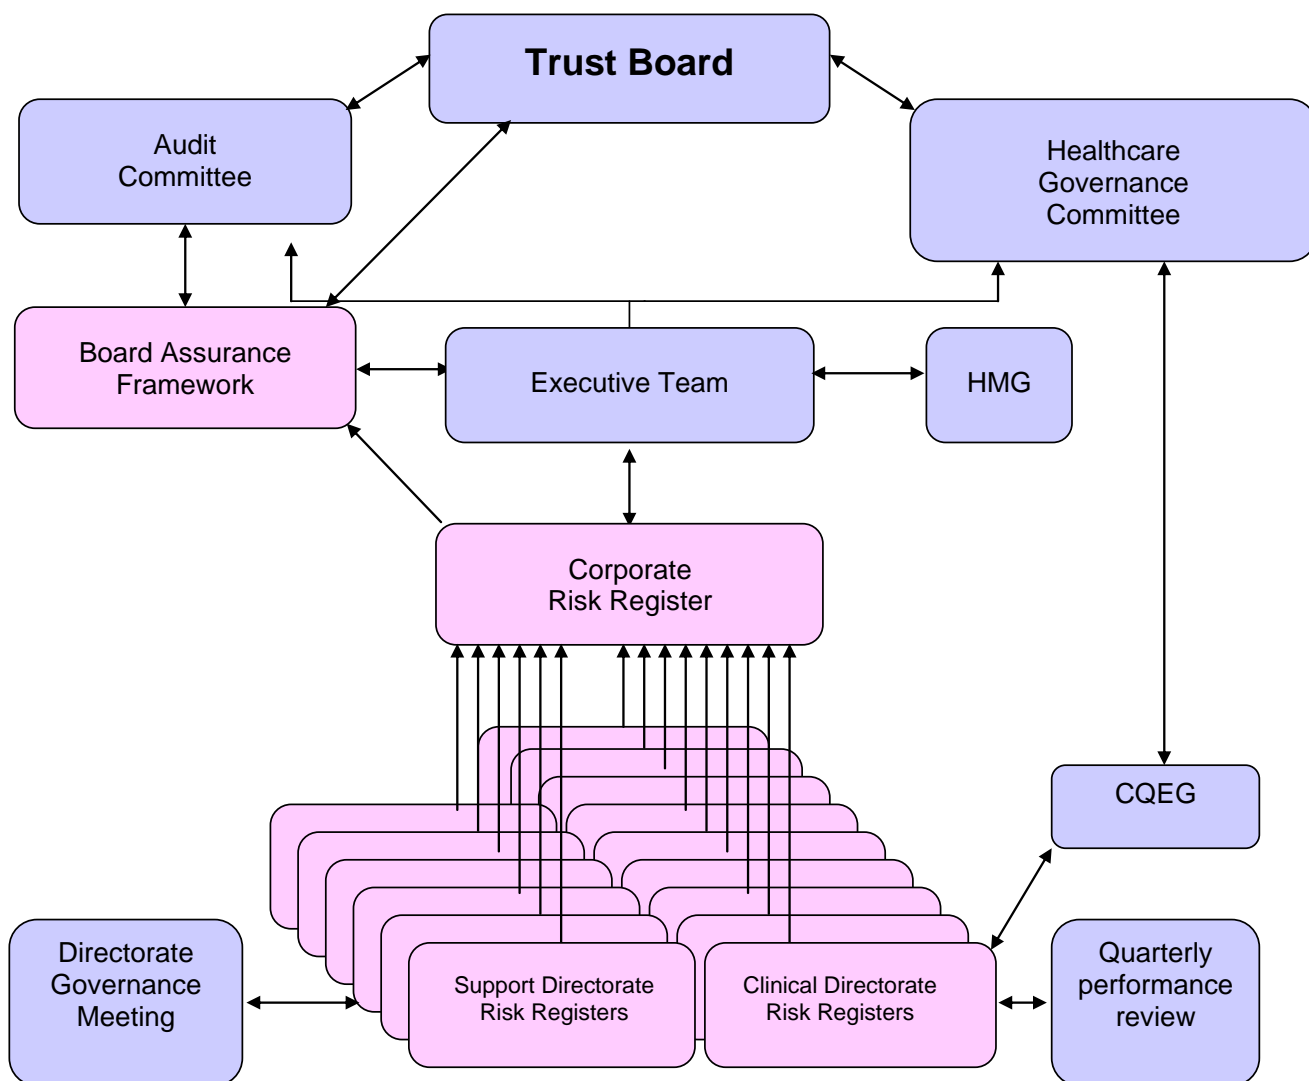 Trust Board
Audit
Committee
Healthcare
Governance
Committee
Board Assurance
Framework
Executive Team
HMG
Corporate
Risk Register
CQEG
Directorate
Governance
Meeting
Support Directorate
Risk Registers
Clinical Directorate
Risk Registers
Quarterly
performance
review